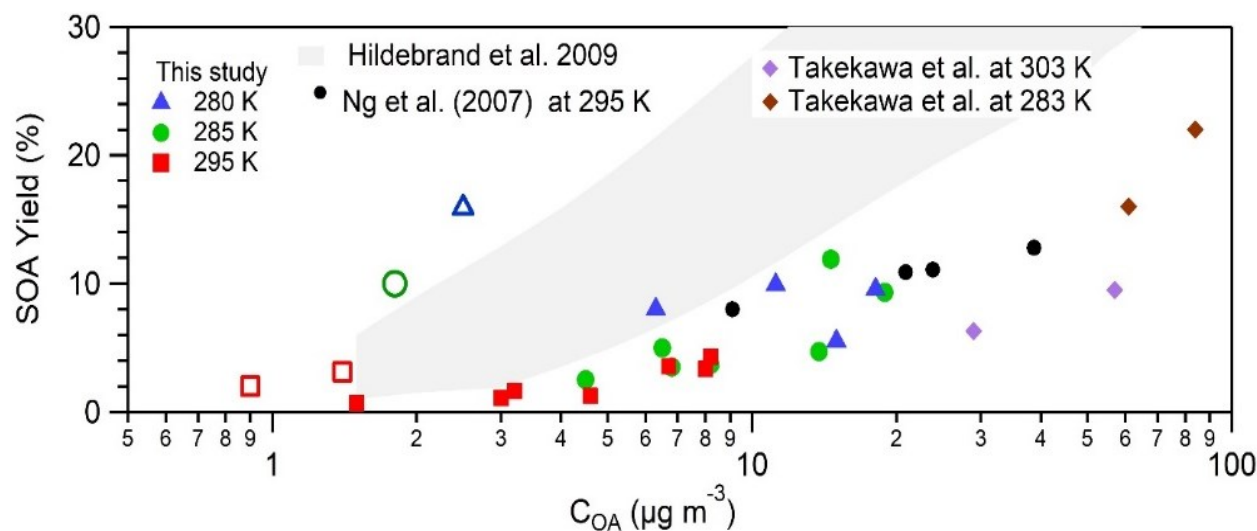 30
20
10
0
SOA Yield (%)
This study
280 K
285 K
295 K
Hildebrand et al. 2009
Ng et al. (2007) at 295 K
Takekawa et al. at 303 K
Takekawa et al. at 283 K
5 6 7 8 9 2 3 4 5 6 7 8 9 2 3 4 5 6 7 8 9
1 10 100
C_OA (µg m⁻³)